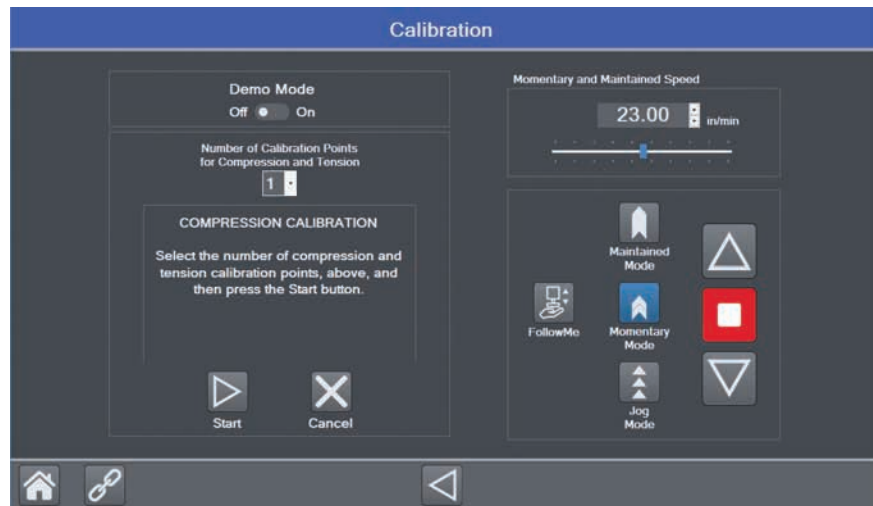 Calibration
Demo Mode
Off On
Number of Calibration Points
for Compression and Tension
1
COMPRESSION CALIBRATION
Select the number of compression and
tension calibration points, above, and
then press the Start button.
Start
Cancel
Momentary and Maintained Speed
23.00 in/min
Maintained
Mode
FollowMe
Momentary
Mode
Jog
Mode